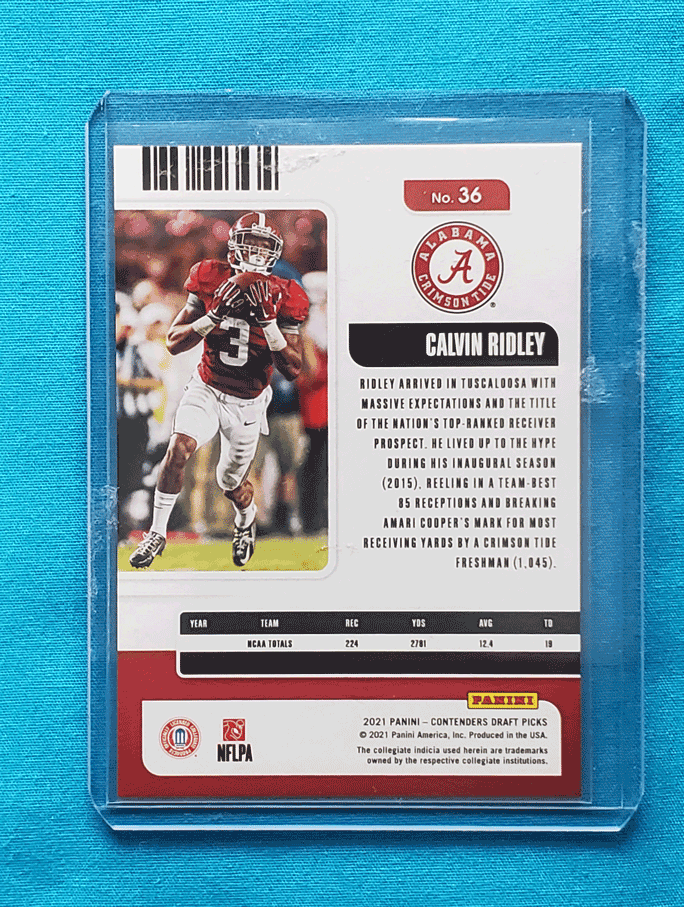 No. 36
ALABAMA
A
CRIMSON TIDE
®
3
CALVIN RIDLEY
RIDLEY ARRIVED IN TUSCALOOSA WITH
MASSIVE EXPECTATIONS AND THE TITLE
OF THE NATION'S TOP-RANKED RECEIVER
PROSPECT. HE LIVED UP TO THE HYPE
DURING HIS INAUGURAL SEASON
(2015), REELING IN A TEAM-BEST
85 RECEPTIONS AND BREAKING
AMARI COOPER'S MARK FOR MOST
RECEIVING YARDS BY A CRIMSON TIDE
FRESHMAN (1,045).
YEAR TEAM REC YDS AVG TD
NCAA TOTALS 224 2781 12.4 19
PANINI
2021 PANINI – CONTENDERS DRAFT PICKS
© 2021 Panini America, Inc. Produced in the USA.
The collegiate indicia used herein are trademarks
owned by the respective collegiate institutions.
NFLPA